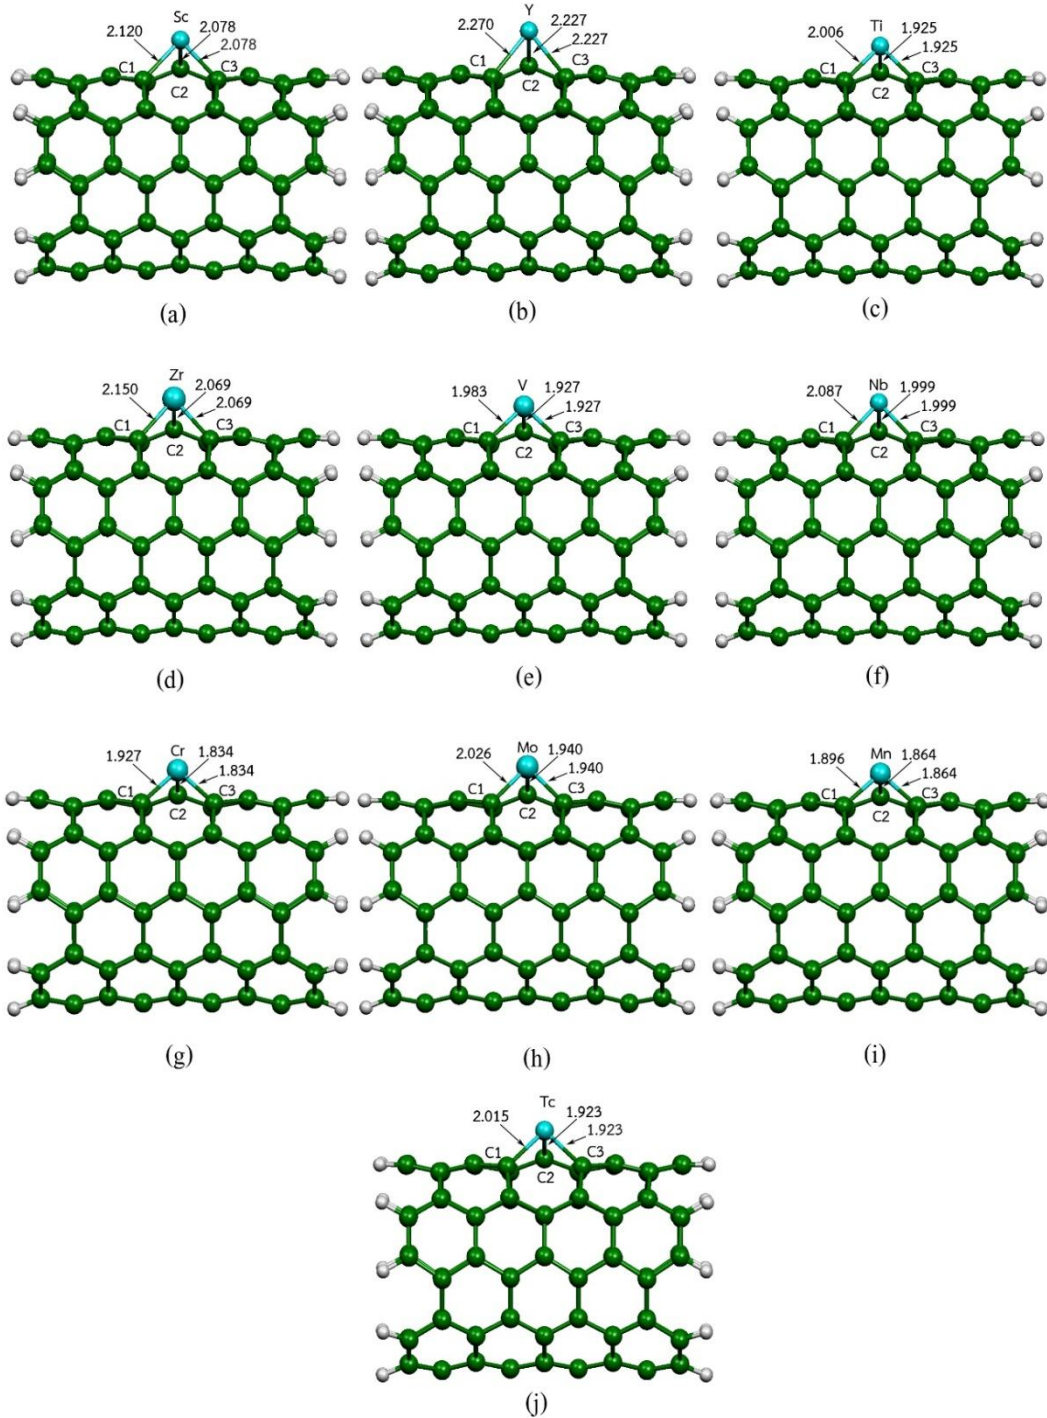 Sc
2.120
2.078
2.078
C1
C3
C2
(a)
Y
2.270
2.227
2.227
C1
C3
C2
(b)
Ti
2.006
1.925
1.925
C1
C3
C2
(c)
Zr
2.150
2.069
2.069
C1
C3
C2
(d)
V
1.983
1.927
1.927
C1
C3
C2
(e)
Nb
2.087
1.999
1.999
C1
C3
C2
(f)
Cr
1.927
1.834
1.834
C1
C3
C2
(g)
Mo
2.026
1.940
1.940
C1
C3
C2
(h)
Mn
1.896
1.864
1.864
C1
C3
C2
(i)
Tc
2.015
1.923
1.923
C1
C3
C2
(j)